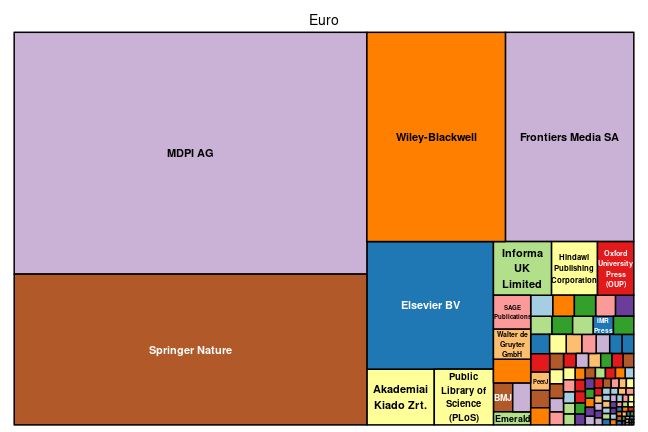 Euro
MDPI AG
Wiley-Blackwell
Frontiers Media SA
Springer Nature
Elsevier BV
Informa
UK
Limited
Hindawi
Publishing
Corporation
Oxford
University
Press
(OUP)
SAGE
Publications
IMR
Press
Walter de
Gruyter
GmbH
Akademiai
Kiado Zrt.
Public
Library of
Science
(PLoS)
PeerJ
BMJ
Emerald